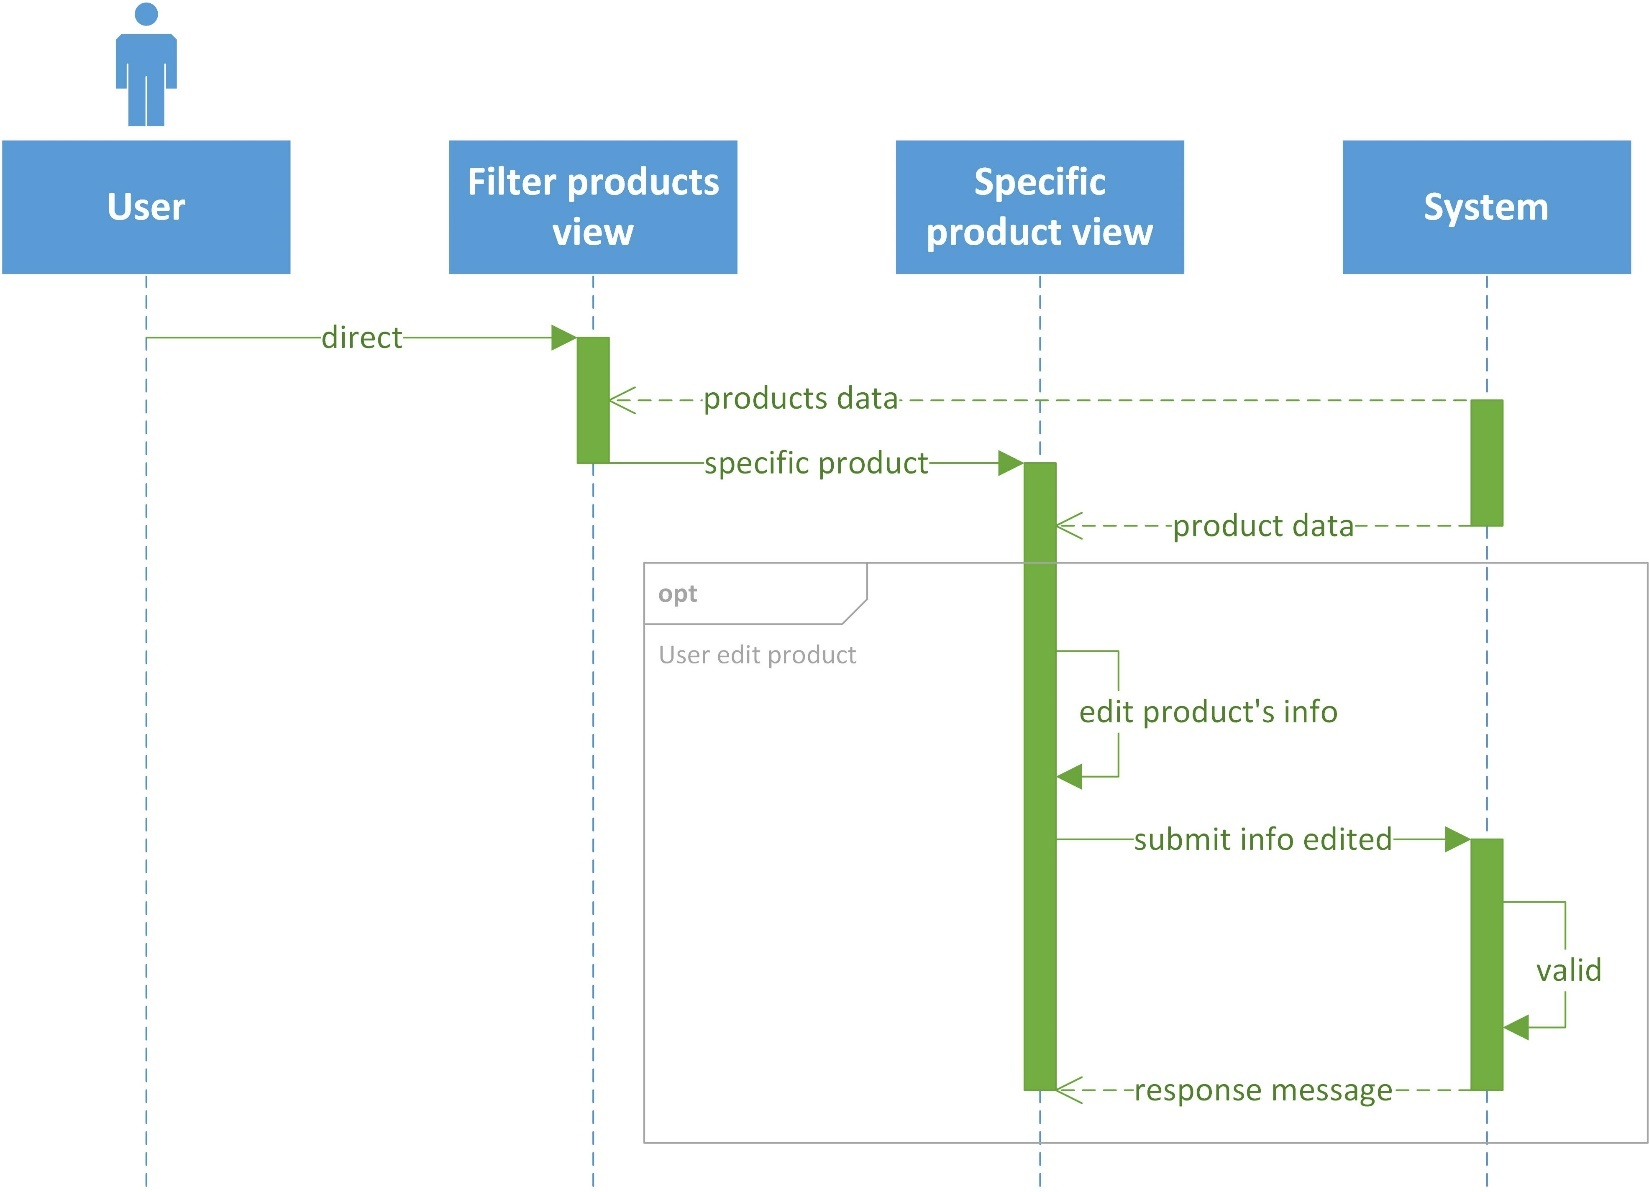 User
Filter products
view
Specific
product view
System
direct
products data
specific product
product data
opt
User edit product
edit product's info
submit info edited
valid
response message